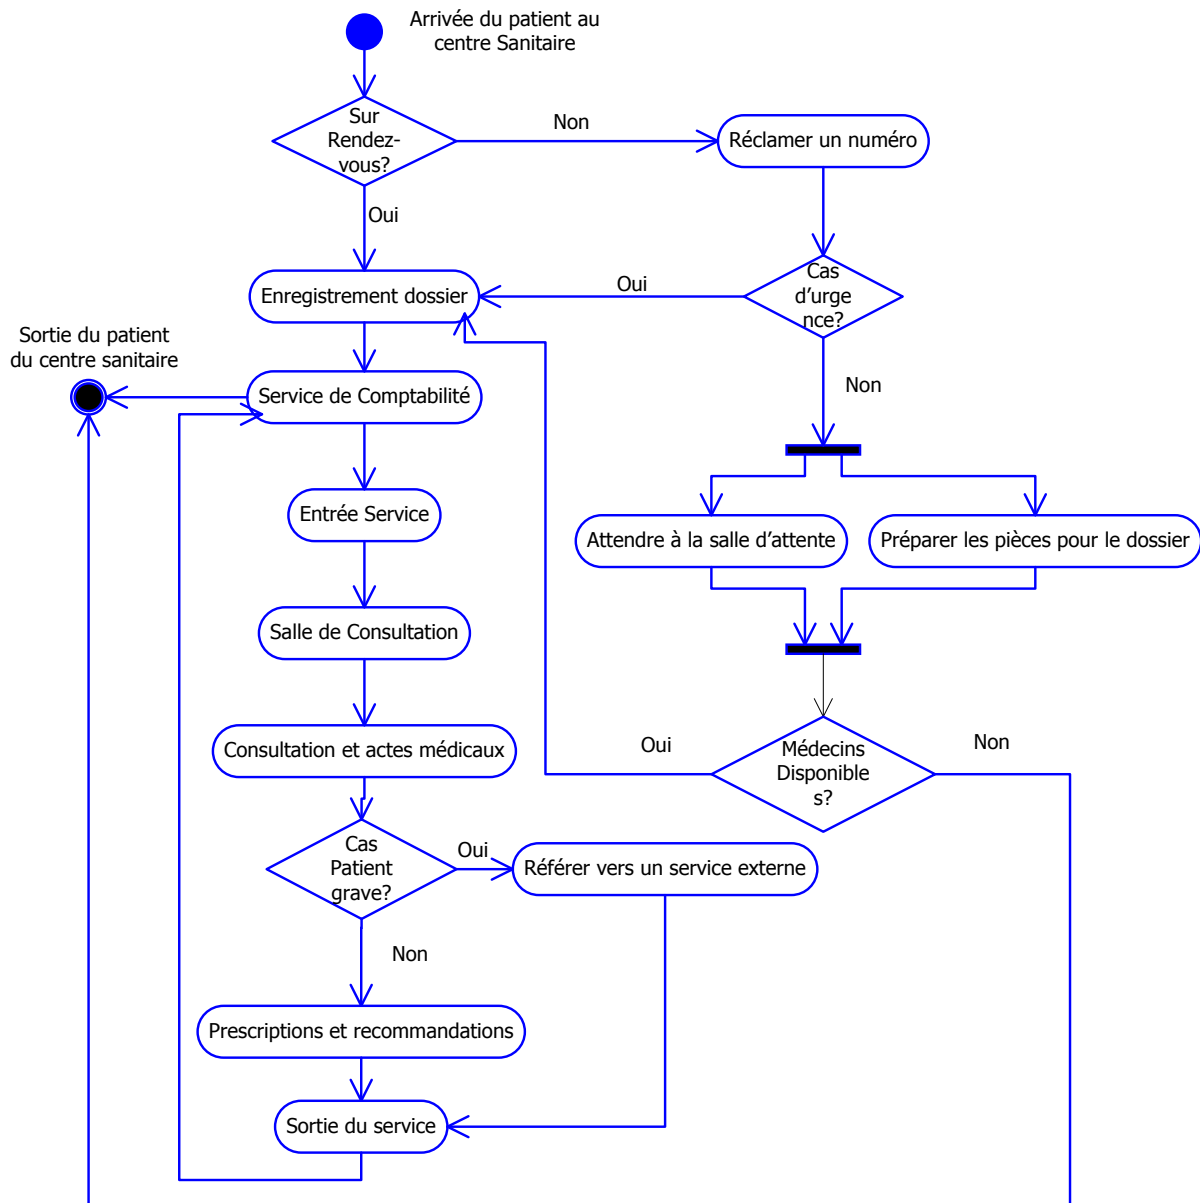 Arrivée du patient au
centre Sanitaire
Sur
Rendez-
vous?
Non
Réclamer un numéro
Oui
Enregistrement dossier
Oui
Cas
d'urge
nce?
Sortie du patient
du centre sanitaire
Service de Comptabilité
Non
Entrée Service
Attendre à la salle d'attente
Préparer les pièces pour le dossier
Salle de Consultation
Consultation et actes médicaux
Oui
Médecins
Disponible
s?
Non
Cas
Patient
grave?
Oui
Référer vers un service externe
Non
Prescriptions et recommandations
Sortie du service